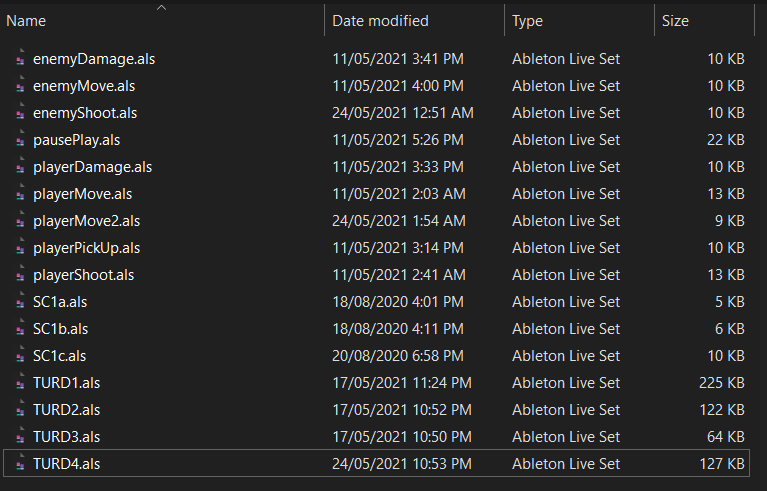 Name Date modified Type Size
enemyDamage.als 11/05/2021 3:41 PM Ableton Live Set 10 KB
enemyMove.als 11/05/2021 4:00 PM Ableton Live Set 10 KB
enemyShoot.als 24/05/2021 12:51 AM Ableton Live Set 10 KB
pausePlay.als 11/05/2021 5:26 PM Ableton Live Set 22 KB
playerDamage.als 11/05/2021 3:33 PM Ableton Live Set 10 KB
playerMove.als 11/05/2021 2:03 AM Ableton Live Set 13 KB
playerMove2.als 24/05/2021 1:54 AM Ableton Live Set 9 KB
playerPickUp.als 11/05/2021 3:14 PM Ableton Live Set 10 KB
playerShoot.als 11/05/2021 2:41 AM Ableton Live Set 13 KB
SC1a.als 18/08/2020 4:01 PM Ableton Live Set 5 KB
SC1b.als 18/08/2020 4:11 PM Ableton Live Set 6 KB
SC1c.als 20/08/2020 6:58 PM Ableton Live Set 10 KB
TURD1.als 17/05/2021 11:24 PM Ableton Live Set 225 KB
TURD2.als 17/05/2021 10:52 PM Ableton Live Set 122 KB
TURD3.als 17/05/2021 10:50 PM Ableton Live Set 64 KB
TURD4.als 24/05/2021 10:53 PM Ableton Live Set 127 KB